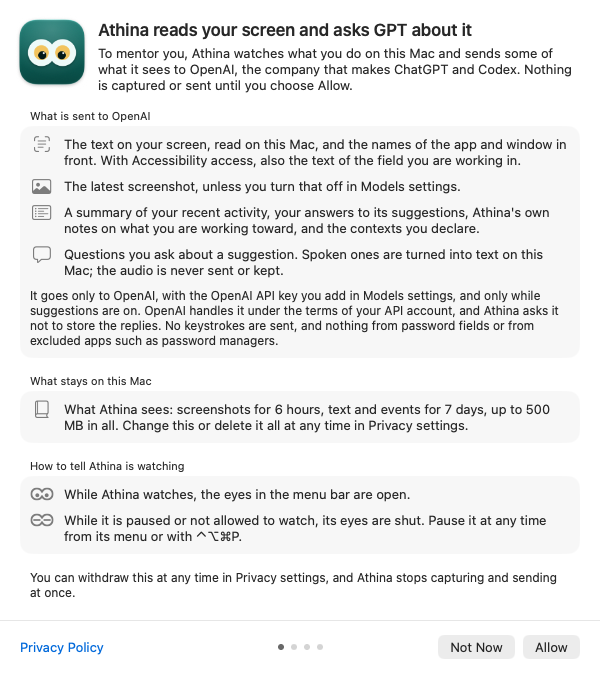 Athina reads your screen and asks GPT about it
To mentor you, Athina watches what you do on this Mac and sends some of
what it sees to OpenAI, the company that makes ChatGPT and Codex. Nothing
is captured or sent until you choose Allow.
What is sent to OpenAI
The text on your screen, read on this Mac, and the names of the app and window in
front. With Accessibility access, also the text of the field you are working in.
The latest screenshot, unless you turn that off in Models settings.
A summary of your recent activity, your answers to its suggestions, Athina's own
notes on what you are working toward, and the contexts you declare.
Questions you ask about a suggestion. Spoken ones are turned into text on this
Mac; the audio is never sent or kept.
It goes only to OpenAI, with the OpenAI API key you add in Models settings, and only while
suggestions are on. OpenAI handles it under the terms of your API account, and Athina asks it
not to store the replies. No keystrokes are sent, and nothing from password fields or from
excluded apps such as password managers.
What stays on this Mac
What Athina sees: screenshots for 6 hours, text and events for 7 days, up to 500
MB in all. Change this or delete it all at any time in Privacy settings.
How to tell Athina is watching
While Athina watches, the eyes in the menu bar are open.
While it is paused or not allowed to watch, its eyes are shut. Pause it at any time
from its menu or with ⌃⌥⌘P.
You can withdraw this at any time in Privacy settings, and Athina stops capturing and sending
at once.
Privacy Policy
Not Now
Allow